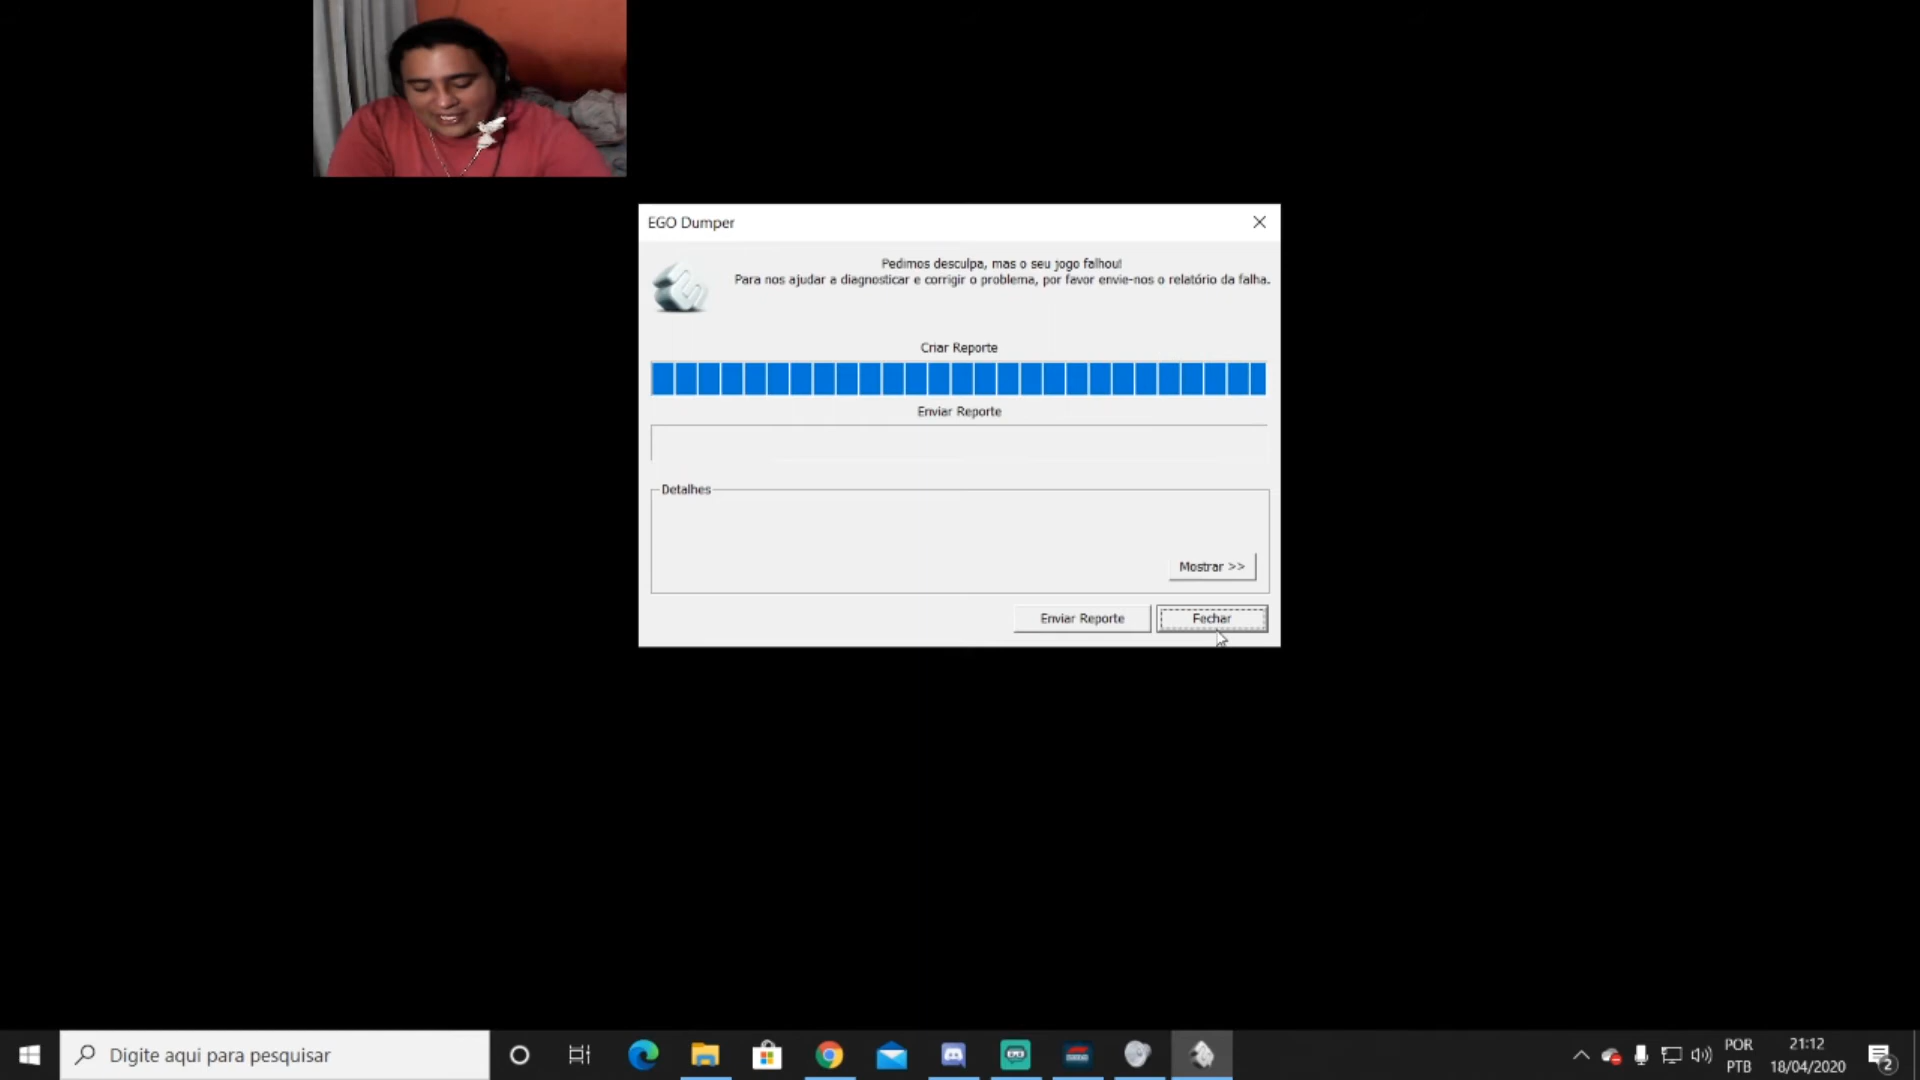 EGO Dumper
Pedimos desculpa, mas o seu jogo falhou!
Para nos ajudar a diagnosticar e corrigir o problema, por favor envie-nos o relatório da falha.
Criar Reporte
Enviar Reporte
Detalhes
Mostrar >>
Enviar Reporte
Fechar
Digite aqui para pesquisar
POR
PTB
21:12
18/04/2020
2